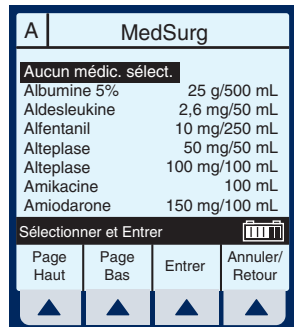 A MedSurg
Aucun médic. sélect.
Albumine 5% 25 g/500 mL
Aldesleukine 2,6 mg/50 mL
Alfentanil 10 mg/250 mL
Alteplase 50 mg/50 mL
Alteplase 100 mg/100 mL
Amikacine 100 mL
Amiodarone 150 mg/100 mL
Sélectionner et Entrer
Page Haut
Page Bas
Entrer
Annuler/ Retour